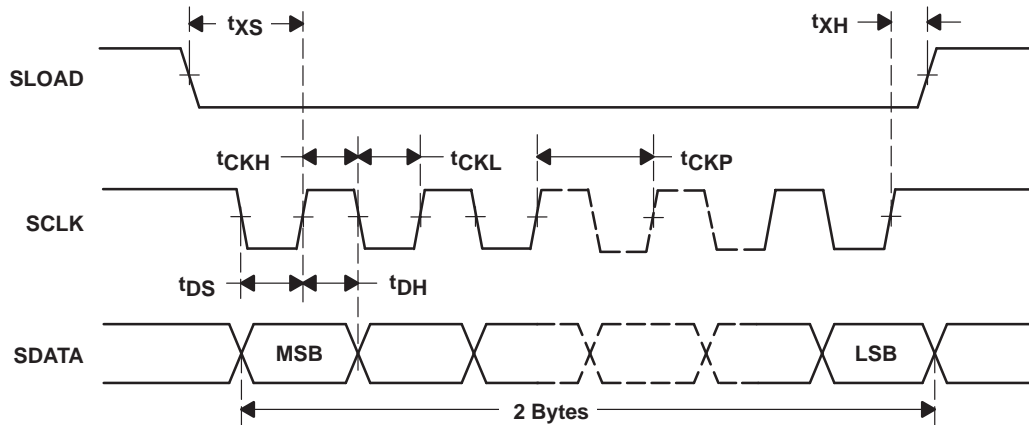 tXS
tXH
SLOAD
tCKH
tCKL
tCKP
SCLK
tDS
tDH
SDATA
MSB
LSB
2 Bytes